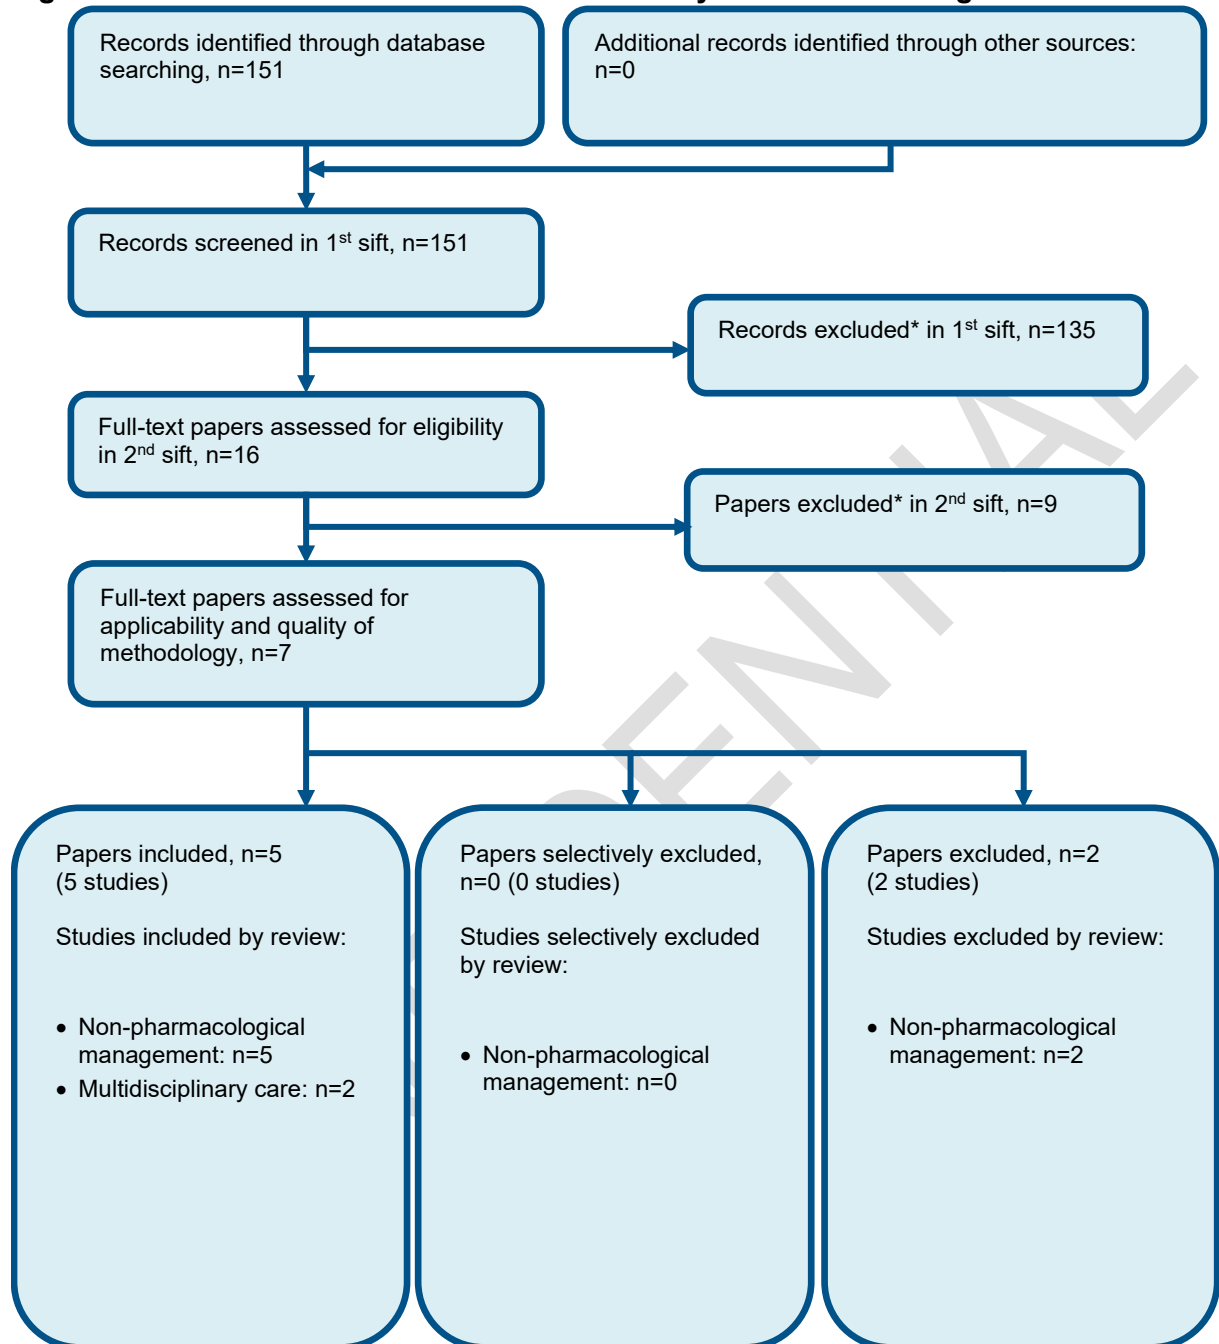 Records identified through database
searching, n=151
Additional records identified through other sources:
n=0
Records screened in 1st sift, n=151
Records excluded* in 1st sift, n=135
Full-text papers assessed for eligibility
in 2nd sift, n=16
Papers excluded* in 2nd sift, n=9
Full-text papers assessed for
applicability and quality of
methodology, n=7
Papers included, n=5
(5 studies)
Studies included by review:
• Non-pharmacological
management: n=5
• Multidisciplinary care: n=2
Papers selectively excluded,
n=0 (0 studies)
Studies selectively excluded
by review:
• Non-pharmacological
management: n=0
Papers excluded, n=2
(2 studies)
Studies excluded by review:
• Non-pharmacological
management: n=2